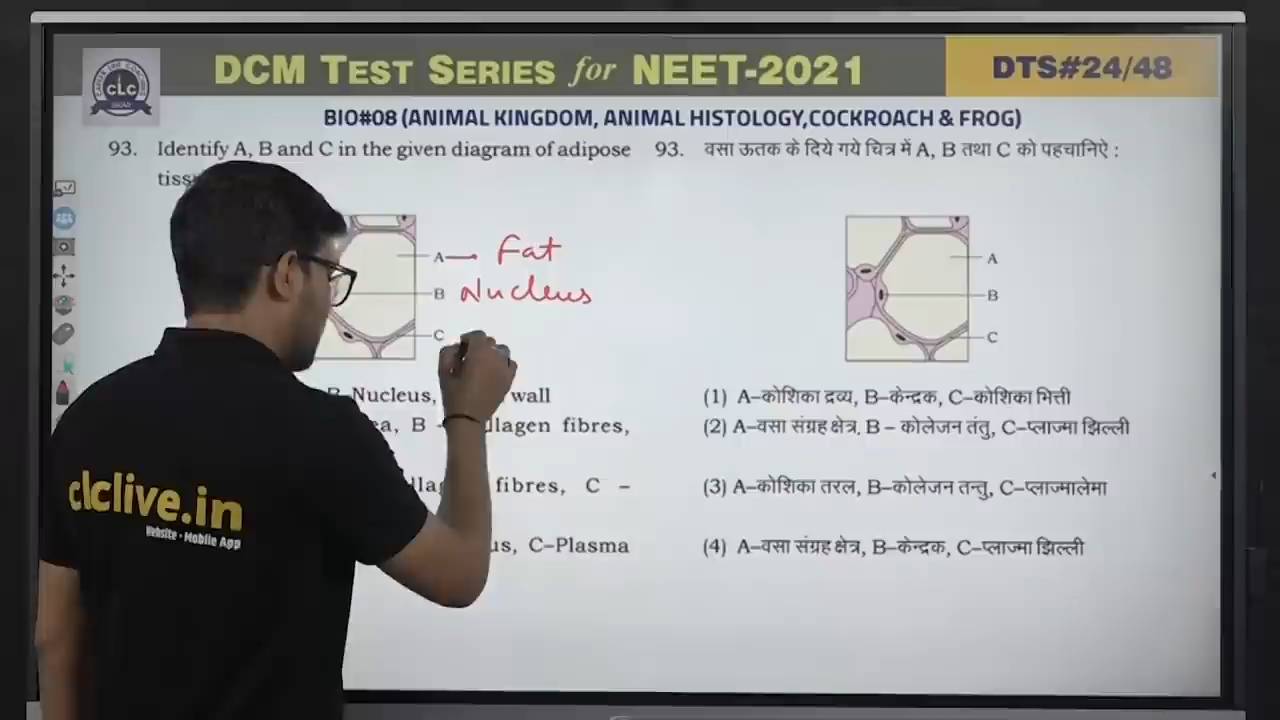 DCM TEST SERIES for NEET-2021
DTS#24/48
CLC
BIO#08 (ANIMAL KINGDOM, ANIMAL HISTOLOGY,COCKROACH & FROG)
93. Identify A, B and C in the given diagram of adipose
A — Fat
B Nucleus
C
B–Nucleus, wall
B – fibres,
fibres, C –
C–Plasma
93. वसा ऊतक के दिये गये चित्र में A, B तथा C को पहचानिऐ :
A
B
C
(1) A–कोशिका द्रव्य, B–केन्द्रक, C–कोशिका भित्ती
(2) A–वसा संग्रह क्षेत्र, B – कोलेजन तंतु, C–प्लाज्मा झिल्ली
(3) A–कोशिका तरल, B–कोलेजन तन्तु, C–प्लाज्मालेमा
(4) A–वसा संग्रह क्षेत्र, B–केन्द्रक, C–प्लाज्मा झिल्ली
clclive.in
Website • Mobile App